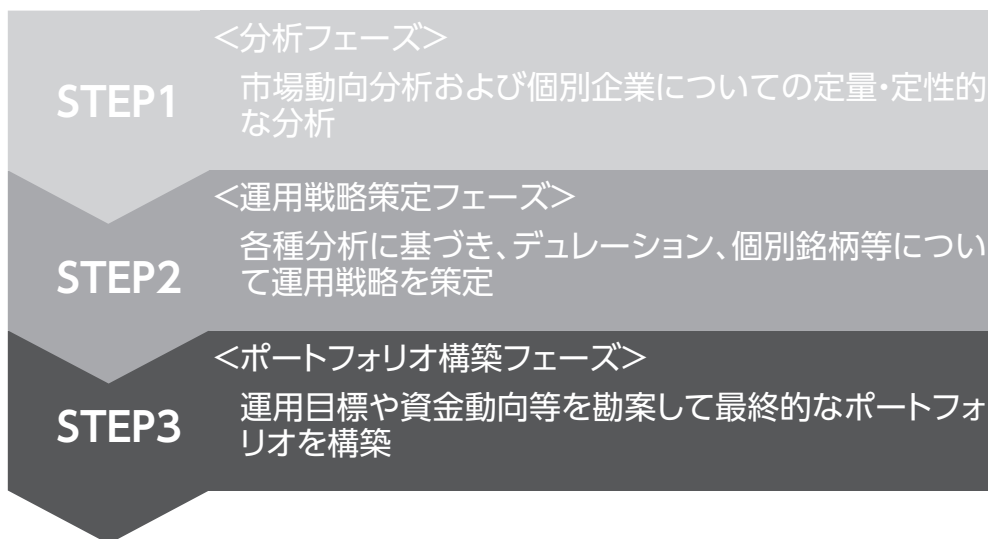 <分析フェーズ>
STEP1
市場動向分析および個別企業についての定量・定性的
な分析
<運用戦略策定フェーズ>
STEP2
各種分析に基づき、デュレーション、個別銘柄等につい
て運用戦略を策定
<ポートフォリオ構築フェーズ>
STEP3
運用目標や資金動向等を勘案して最終的なポートフォ
リオを構築